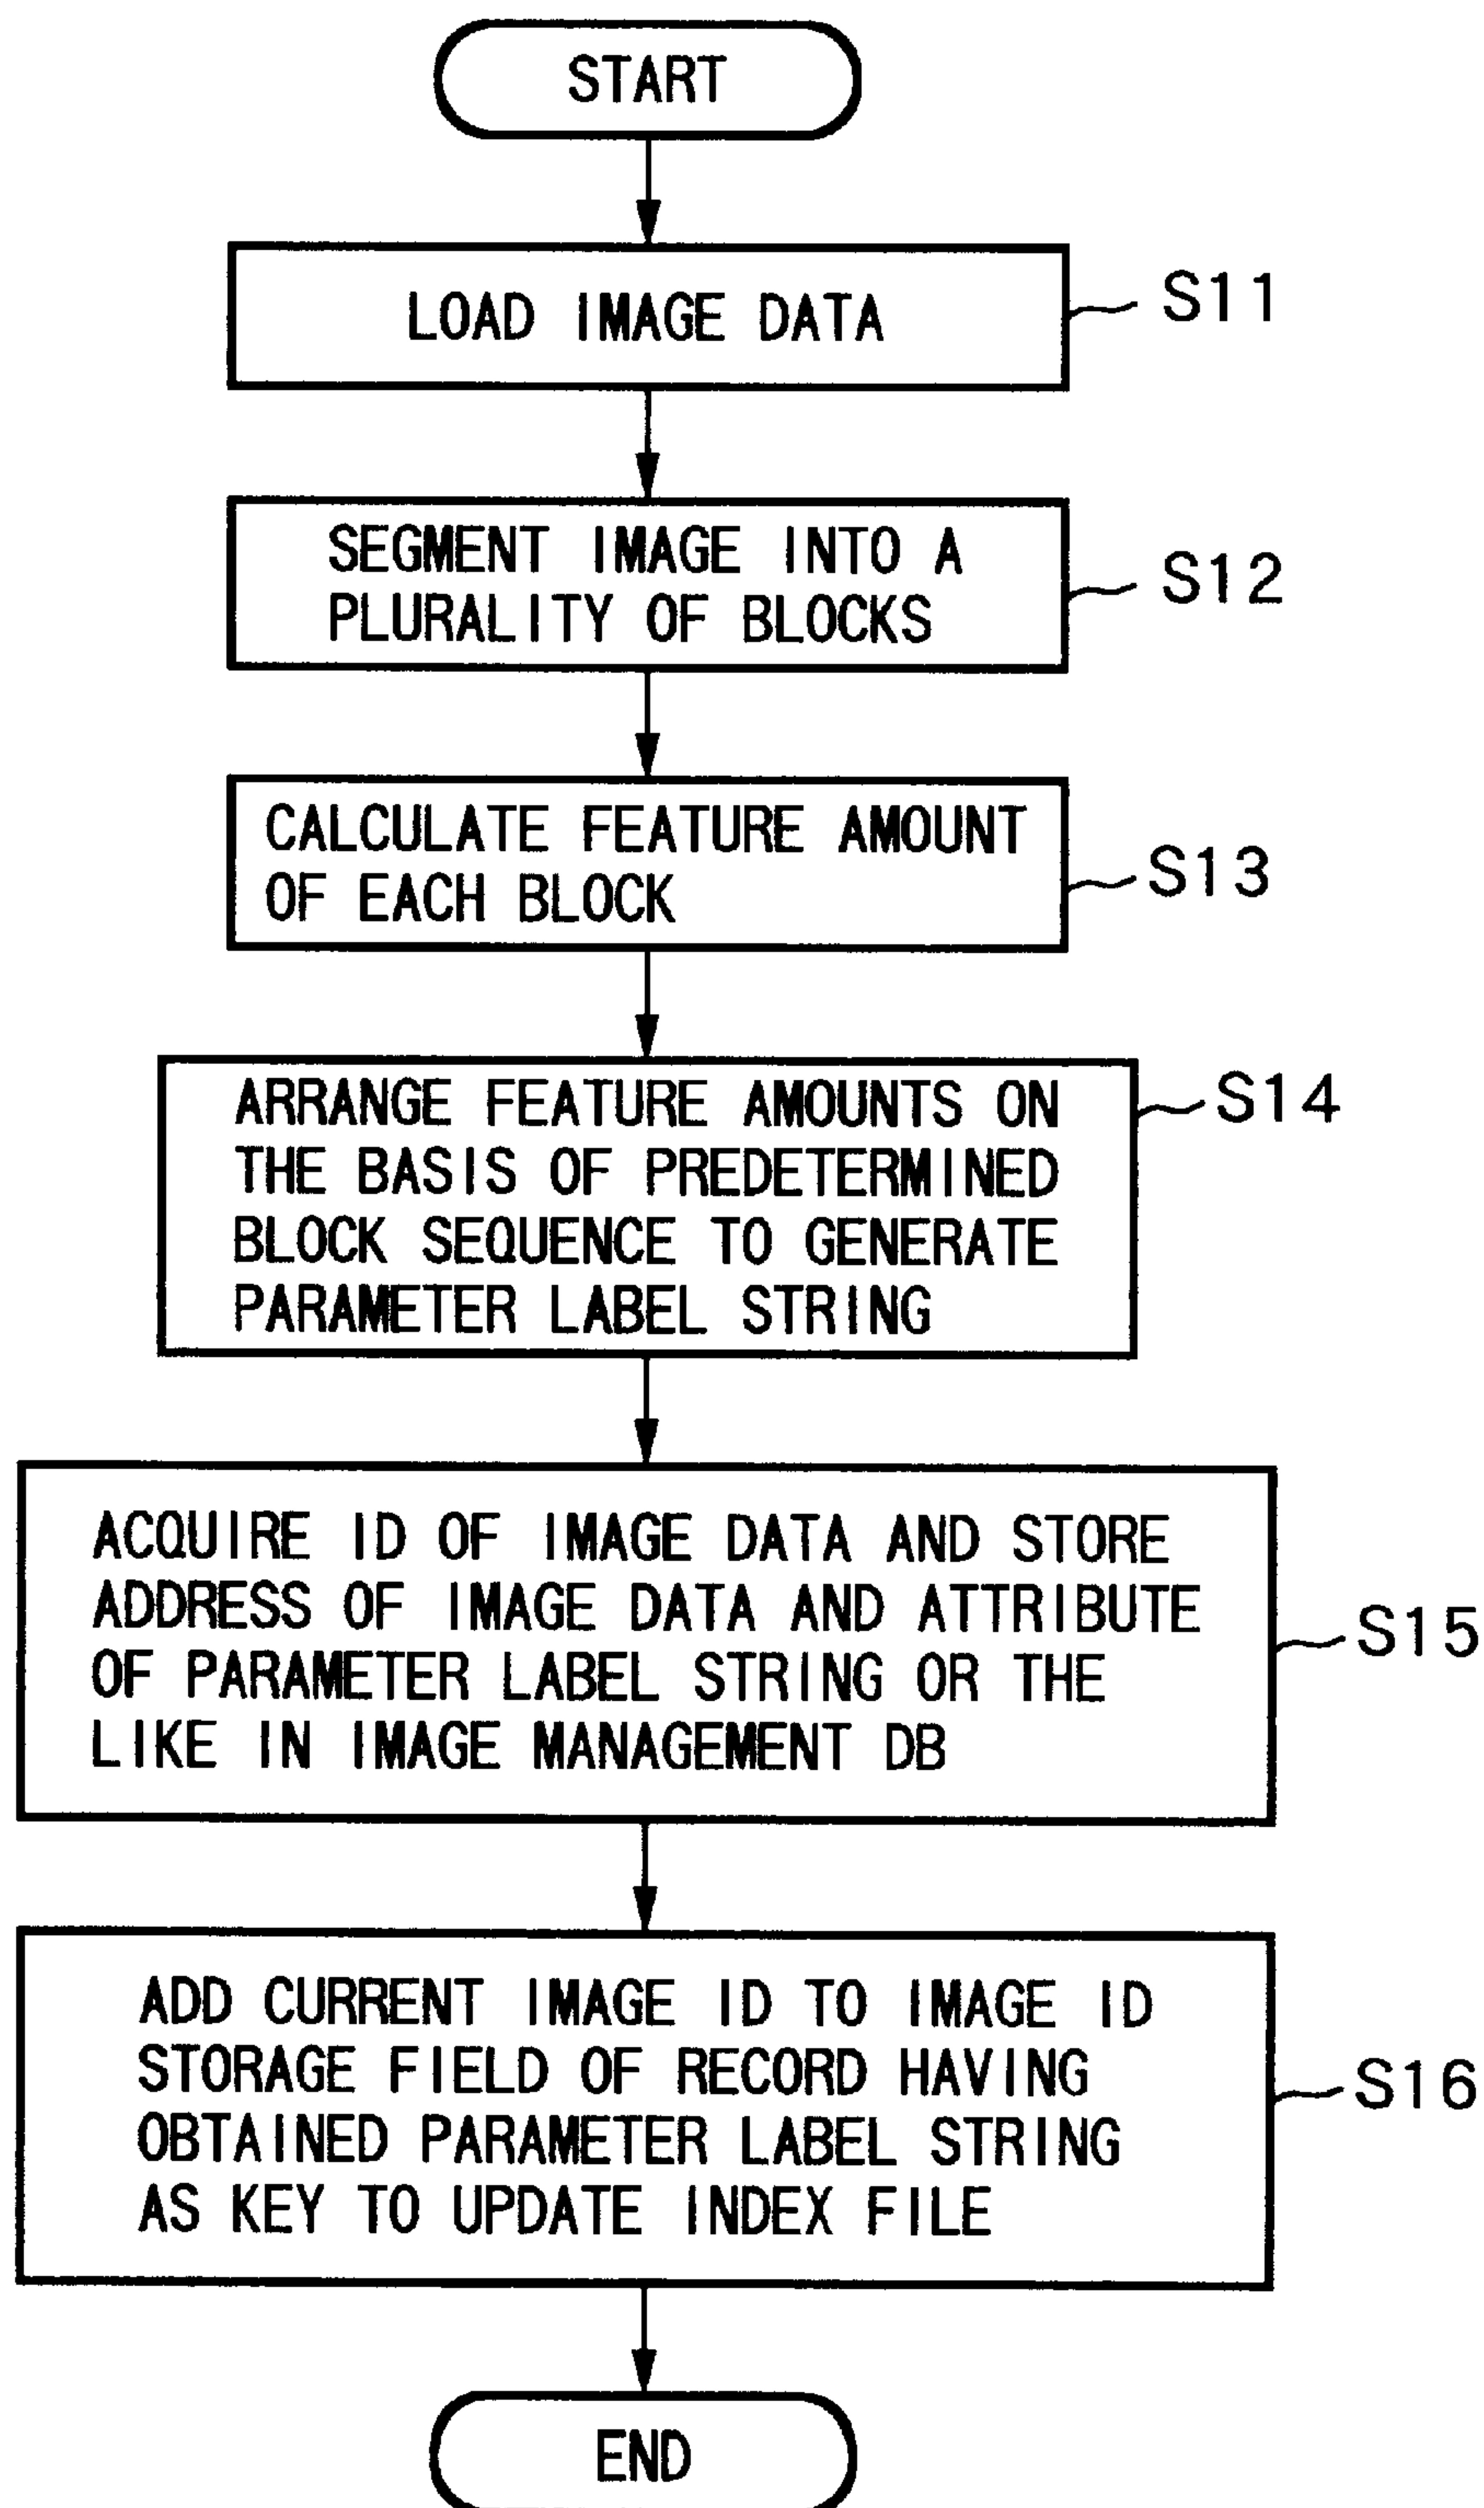 START
LOAD IMAGE DATA
S11
SEGMENT IMAGE INTO A
PLURALITY OF BLOCKS
S12
CALCULATE FEATURE AMOUNT
OF EACH BLOCK
S13
ARRANGE FEATURE AMOUNTS ON
THE BASIS OF PREDETERMINED
BLOCK SEQUENCE TO GENERATE
PARAMETER LABEL STRING
S14
ACQUIRE ID OF IMAGE DATA AND STORE
ADDRESS OF IMAGE DATA AND ATTRIBUTE
OF PARAMETER LABEL STRING OR THE
LIKE IN IMAGE MANAGEMENT DB
S15
ADD CURRENT IMAGE ID TO IMAGE ID
STORAGE FIELD OF RECORD HAVING
OBTAINED PARAMETER LABEL STRING
AS KEY TO UPDATE INDEX FILE
S16
END